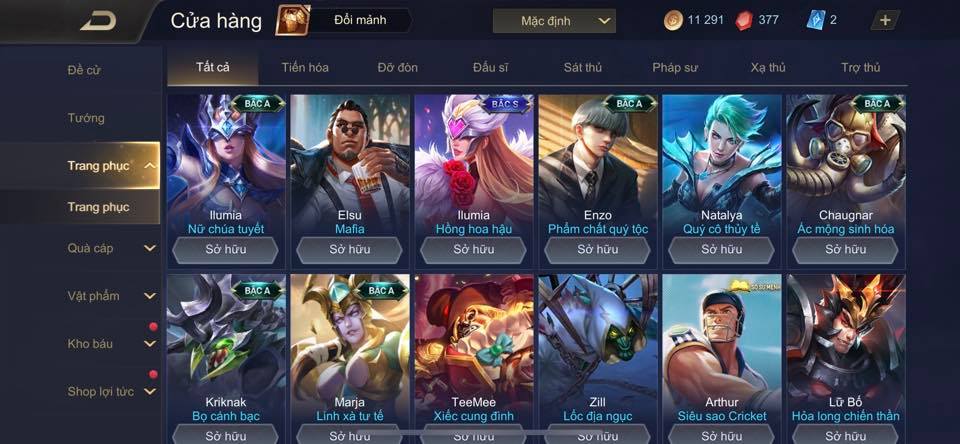 Cửa hàng
Đổi mảnh
Mặc định
11 291
377
2
+
Đề cử
Tướng
Trang phục
Trang phục
Quà cáp
Vật phẩm
Kho báu
Shop lợi tức
Tất cả
Tiến hóa
Đỡ đòn
Đấu sĩ
Sát thủ
Pháp sư
Xạ thủ
Trợ thủ
BẬC A
Ilumia
Nữ chúa tuyết
Sở hữu
Elsu
Mafia
Sở hữu
BẬC S
Ilumia
Hồng hoa hậu
Sở hữu
BẬC A
Enzo
Phẩm chất quý tộc
Sở hữu
Natalya
Quý cô thủy tề
Sở hữu
BẬC A
Chaugnar
Ác mộng sinh hóa
Sở hữu
BẬC A
Kriknak
Bọ cánh bạc
Sở hữu
BẬC A
Marja
Linh xà tư tế
Sở hữu
TeeMee
Xiếc cung đình
Sở hữu
Zill
Lốc địa ngục
Sở hữu
SỔ SỨ MỆNH
Arthur
Siêu sao Cricket
Sở hữu
Lữ Bố
Hỏa long chiến thần
Sở hữu